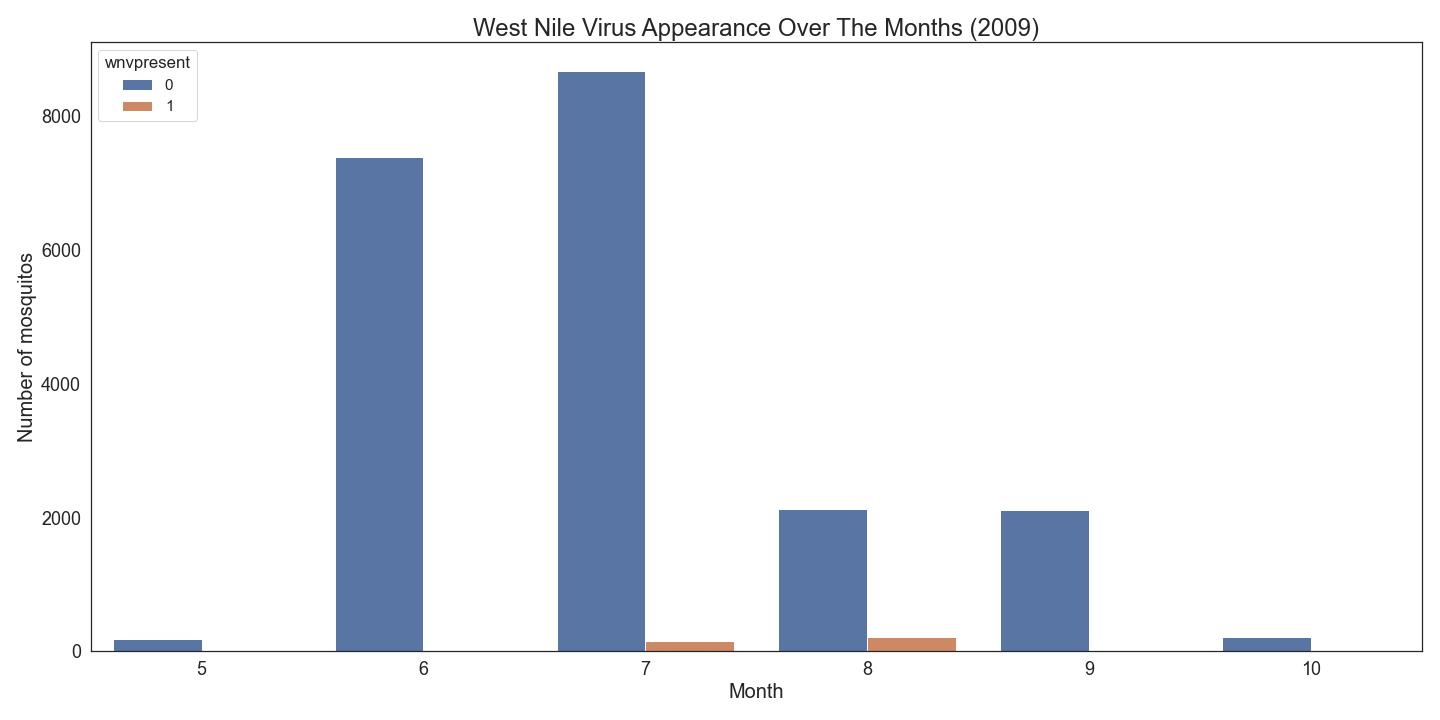 West Nile Virus Appearance Over The Months (2009)
wnvpresent
0
1
8000
6000
4000
2000
0
Number of mosquitos
5 6 7 8 9 10
Month